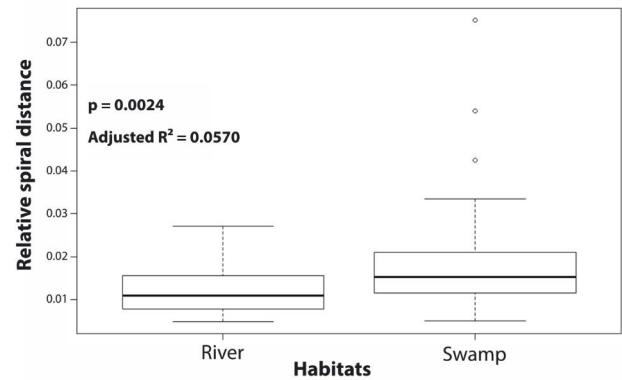 0.07
0.06
0.05
0.04
0.03
0.02
0.01
Relative spiral distance
p = 0.0024
Adjusted R² = 0.0570
River
Swamp
Habitats